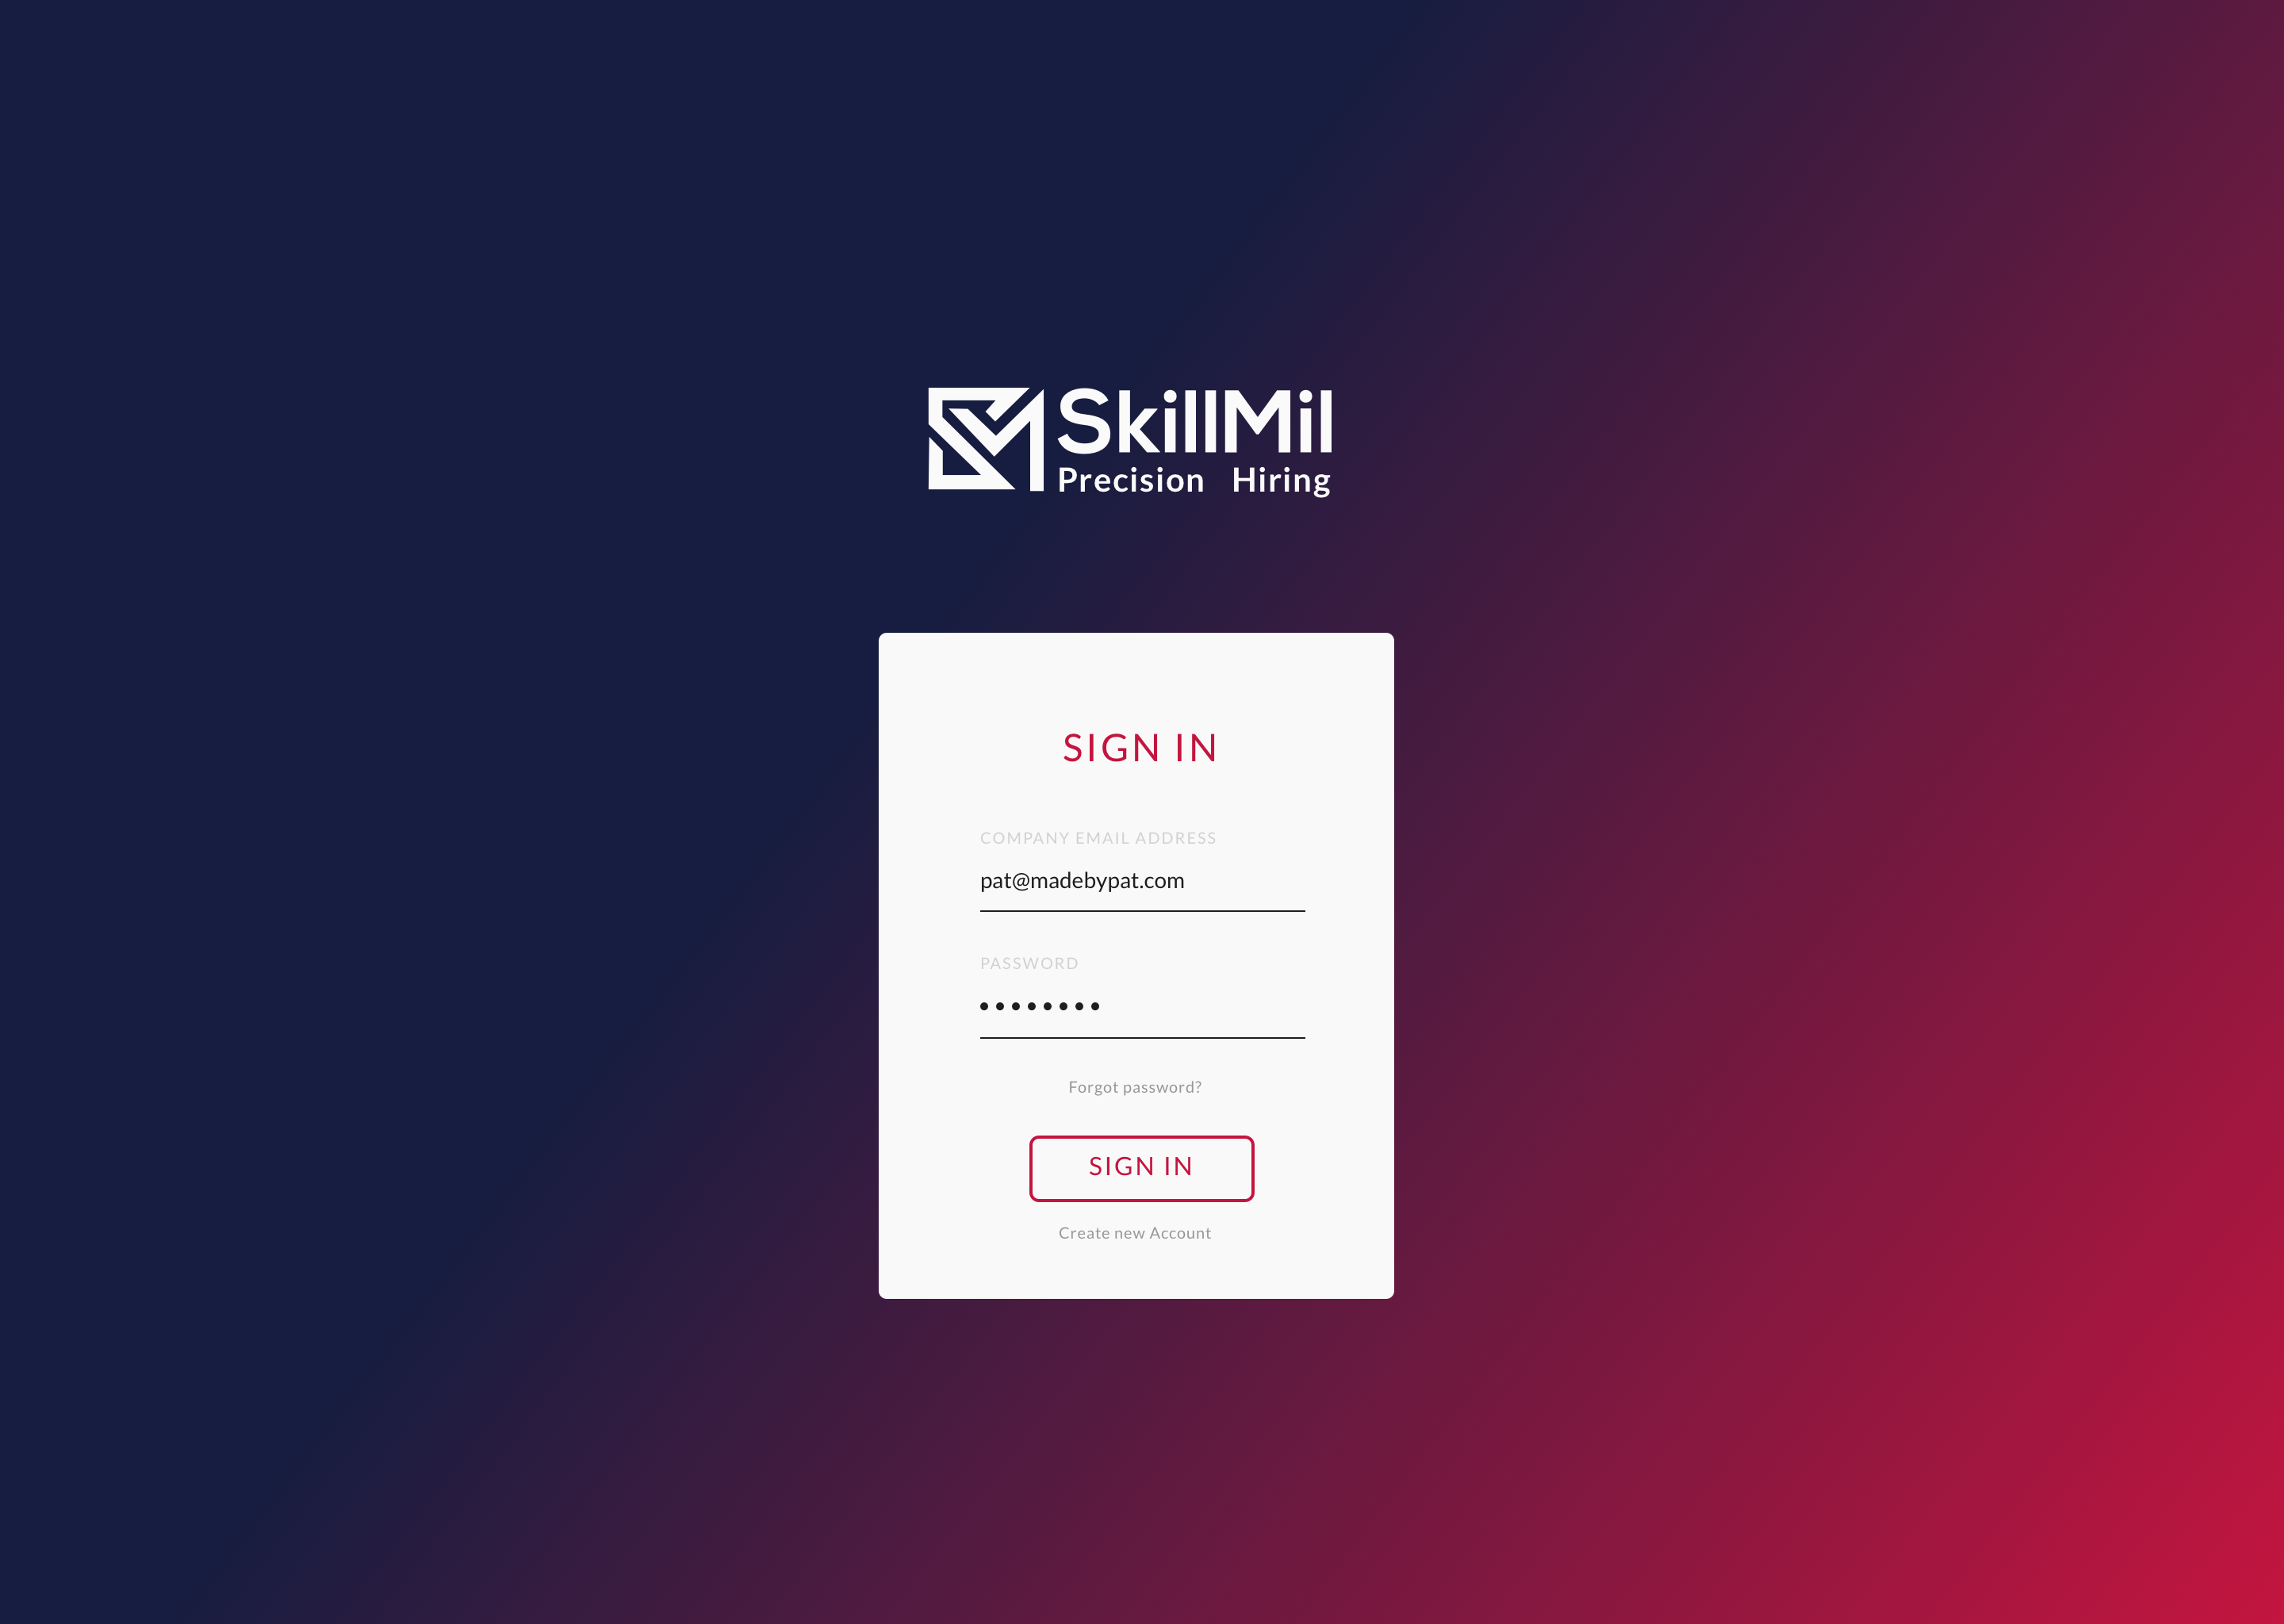 SkillMil
Precision Hiring
SIGN IN
COMPANY EMAIL ADDRESS
pat@madebypat.com
PASSWORD
••••••••
Forgot password?
SIGN IN
Create new Account